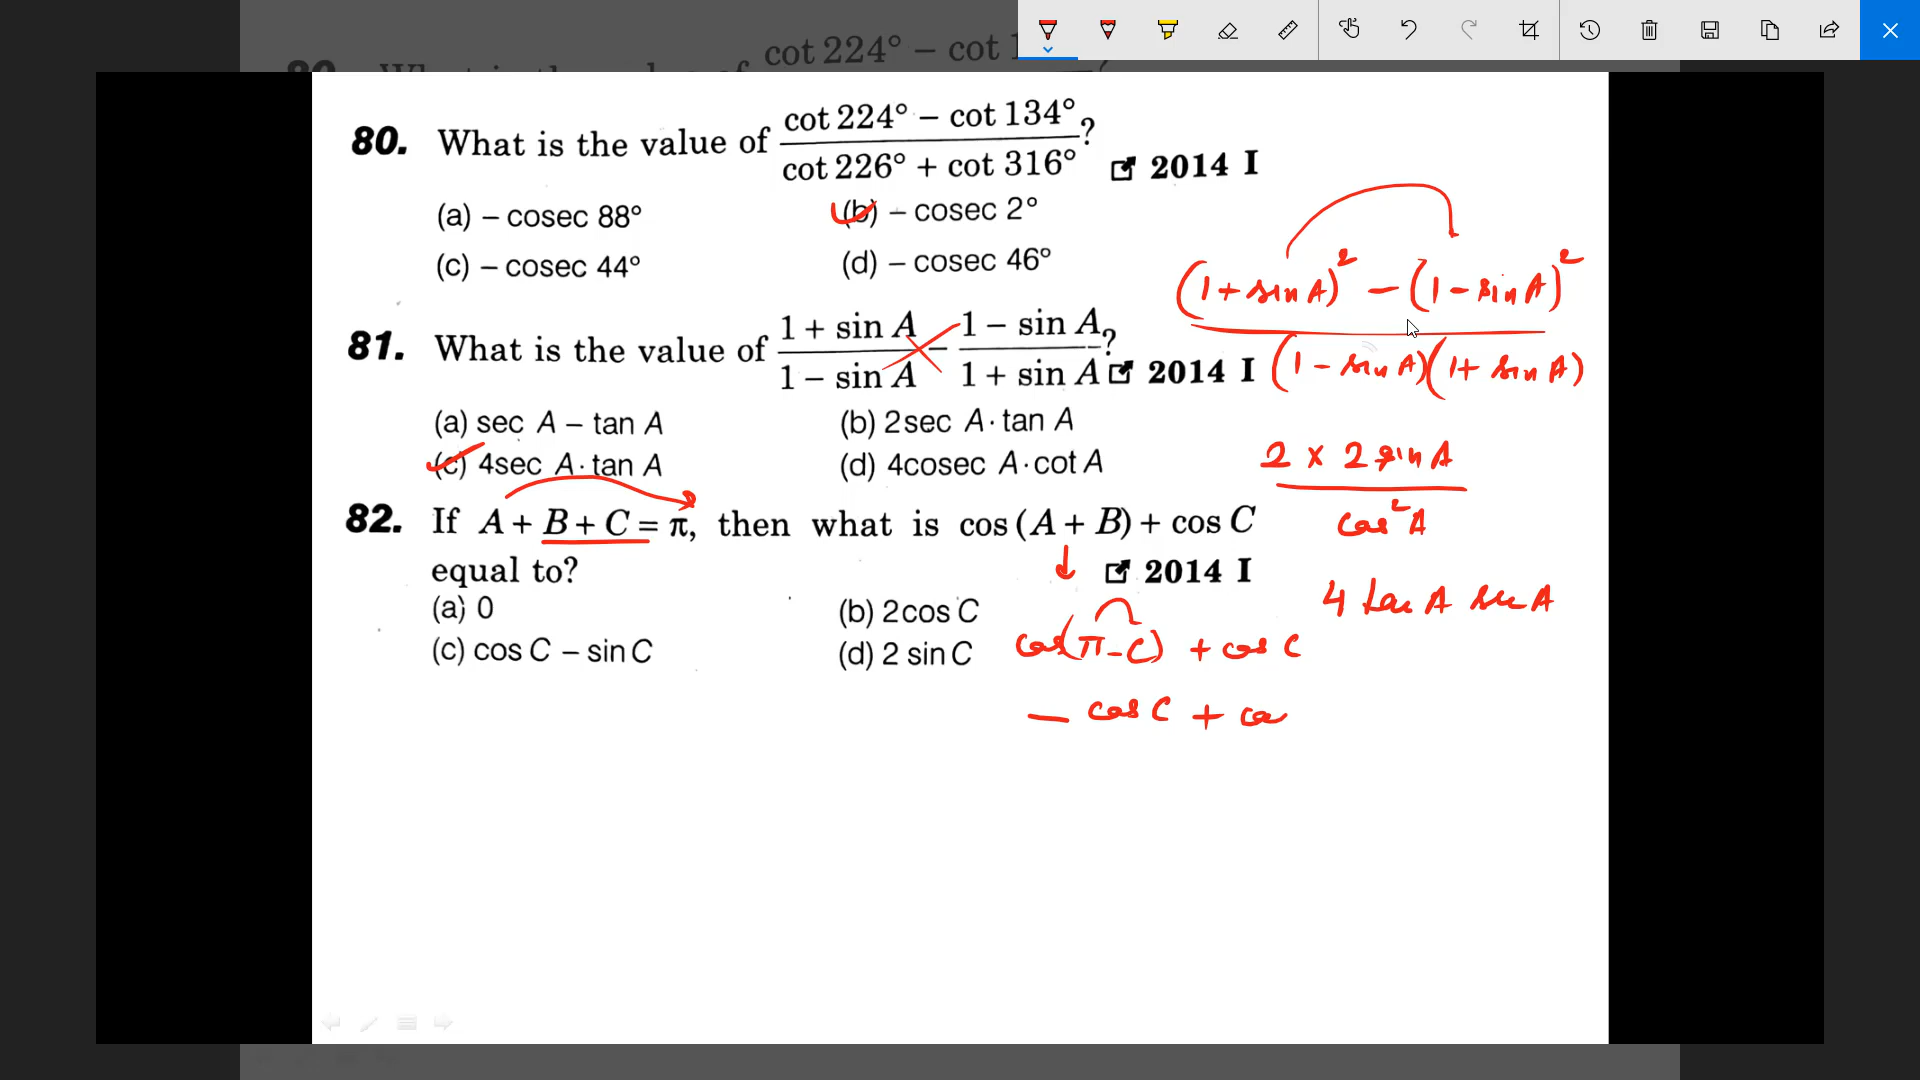 cot 224° – cot
80. What is the value of (cot 224° – cot 134°)/(cot 226° + cot 316°)? 2014 I
(a) – cosec 88° (b) – cosec 2°
(c) – cosec 44° (d) – cosec 46°
(1 + sin A)² – (1 – sin A)²
(1 – sin A)(1 + sin A)
81. What is the value of (1 + sin A)/(1 – sin A) – (1 – sin A)/(1 + sin A)? 2014 I
(a) sec A – tan A (b) 2 sec A · tan A
(c) 4sec A · tan A (d) 4cosec A · cot A
2 × 2 sin A
cos² A
82. If A + B + C = π, then what is cos (A + B) + cos C
equal to? 2014 I
(a) 0 (b) 2 cos C
(c) cos C – sin C (d) 2 sin C
4 tan A sec A
cos(π – C) + cos C
– cos C + co